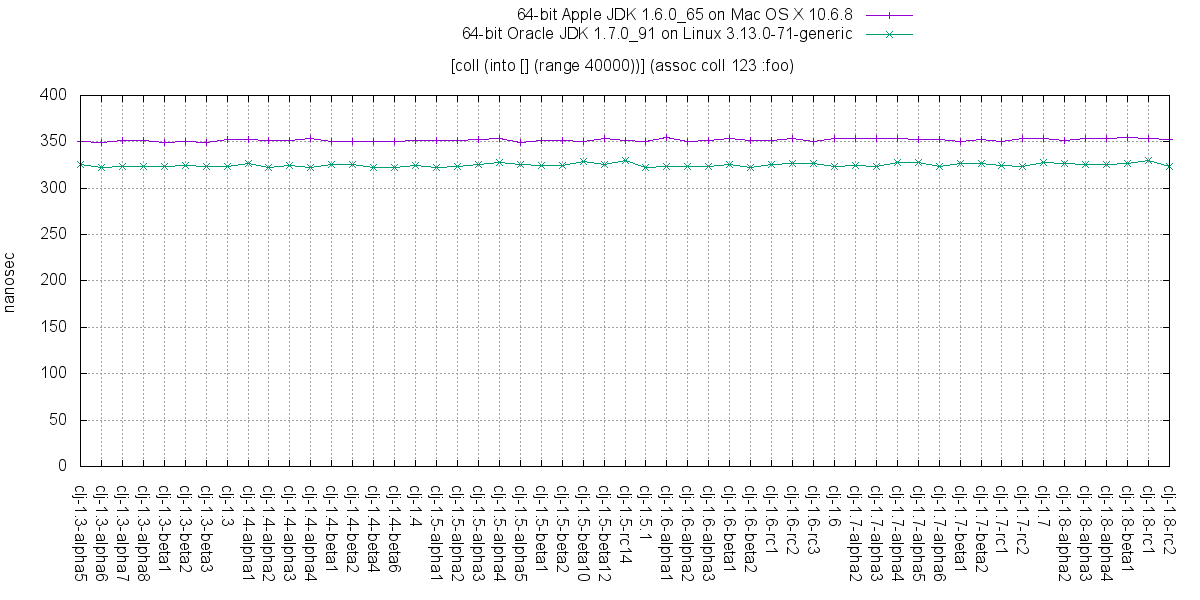 64-bit Apple JDK 1.6.0_65 on Mac OS X 10.6.8
64-bit Oracle JDK 1.7.0_91 on Linux 3.13.0-71-generic
[coll (into [] (range 40000))] (assoc coll 123 :foo)
400
350
300
250
200
150
100
50
0
nanosec
clj-1.3-alpha5
clj-1.3-alpha6
clj-1.3-alpha7
clj-1.3-alpha8
clj-1.3-beta1
clj-1.3-beta2
clj-1.3-beta3
clj-1.3
clj-1.4-alpha1
clj-1.4-alpha2
clj-1.4-alpha3
clj-1.4-alpha4
clj-1.4-beta1
clj-1.4-beta2
clj-1.4-beta4
clj-1.4-beta6
clj-1.4
clj-1.5-alpha1
clj-1.5-alpha2
clj-1.5-alpha3
clj-1.5-alpha4
clj-1.5-alpha5
clj-1.5-beta1
clj-1.5-beta2
clj-1.5-beta10
clj-1.5-beta12
clj-1.5-rc14
clj-1.5.1
clj-1.6-alpha1
clj-1.6-alpha2
clj-1.6-alpha3
clj-1.6-beta1
clj-1.6-beta2
clj-1.6-rc1
clj-1.6-rc2
clj-1.6-rc3
clj-1.6
clj-1.7-alpha2
clj-1.7-alpha3
clj-1.7-alpha4
clj-1.7-alpha5
clj-1.7-alpha6
clj-1.7-beta1
clj-1.7-beta2
clj-1.7-rc1
clj-1.7-rc2
clj-1.7
clj-1.8-alpha2
clj-1.8-alpha3
clj-1.8-alpha4
clj-1.8-beta1
clj-1.8-rc1
clj-1.8-rc2